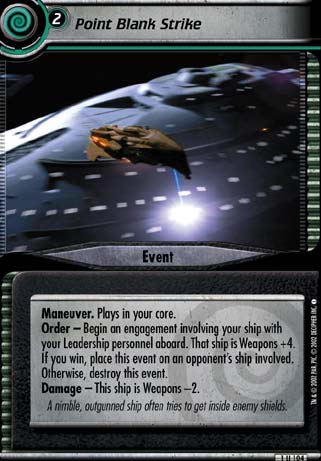 2 Point Blank Strike
Event
Maneuver. Plays in your core.
Order – Begin an engagement involving your ship with
your Leadership personnel aboard. That ship is Weapons +4.
If you win, place this event on an opponent's ship involved.
Otherwise, destroy this event.
Damage – This ship is Weapons -2.
A nimble, outgunned ship often tries to get inside enemy shields.
TM & © 2002 PAR. PIC. © 2002 DECIPHER INC.
1 U 104